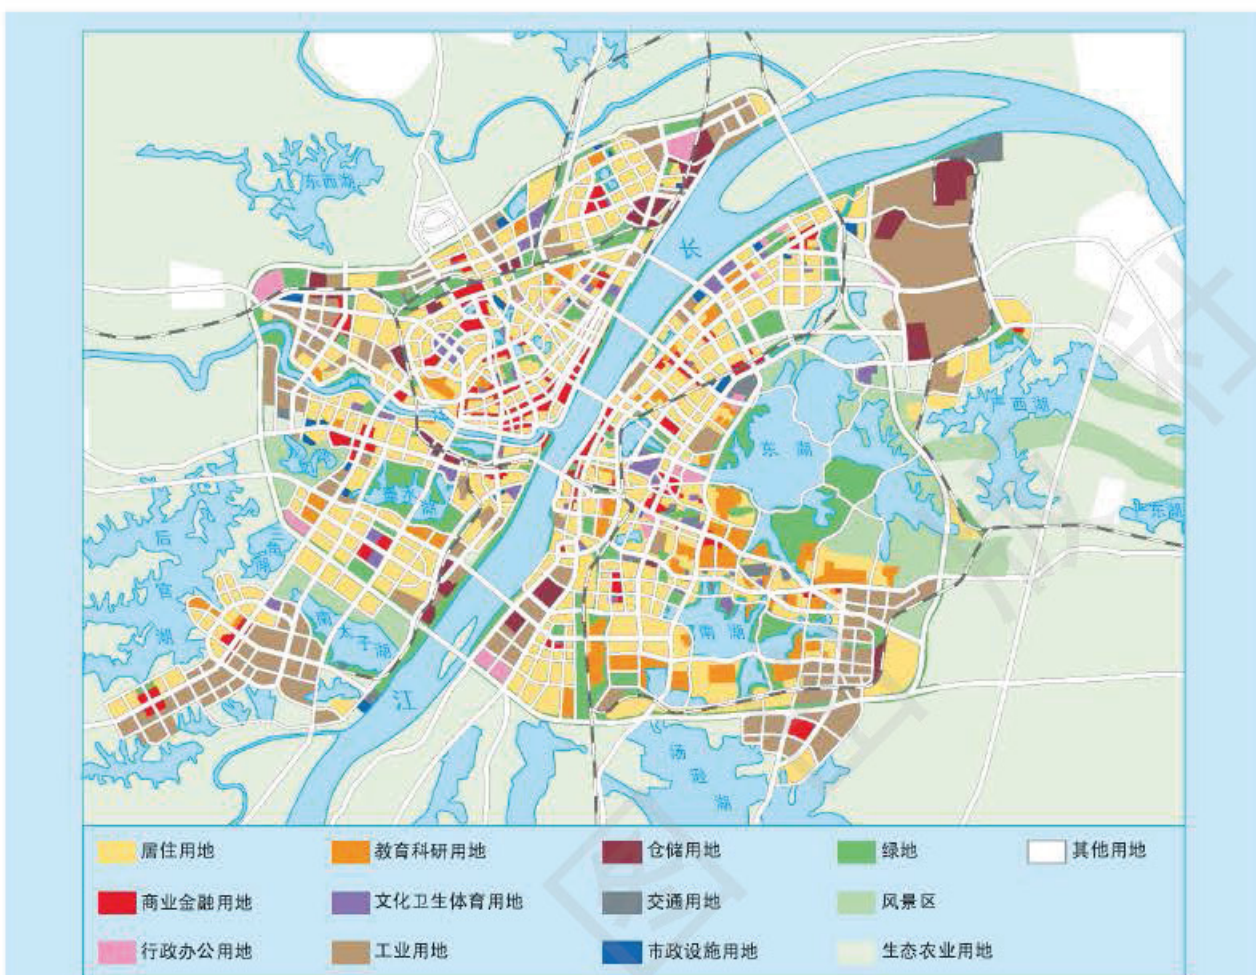 东西湖
长
严西湖
东湖
墨水湖
严东湖
后官湖
三角湖
南太子湖
南湖
江
汤逊湖
居住用地 教育科研用地 仓储用地 绿地 其他用地
商业金融用地 文化卫生体育用地 交通用地 风景区
行政办公用地 工业用地 市政设施用地 生态农业用地